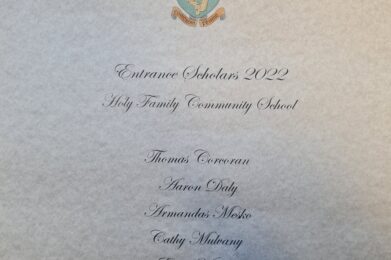 Entrance Scholars 2022
Holy Family Community School
Thomas Corcoran
Aaron Daly
Armandas Mesko
Cathy Mulvany